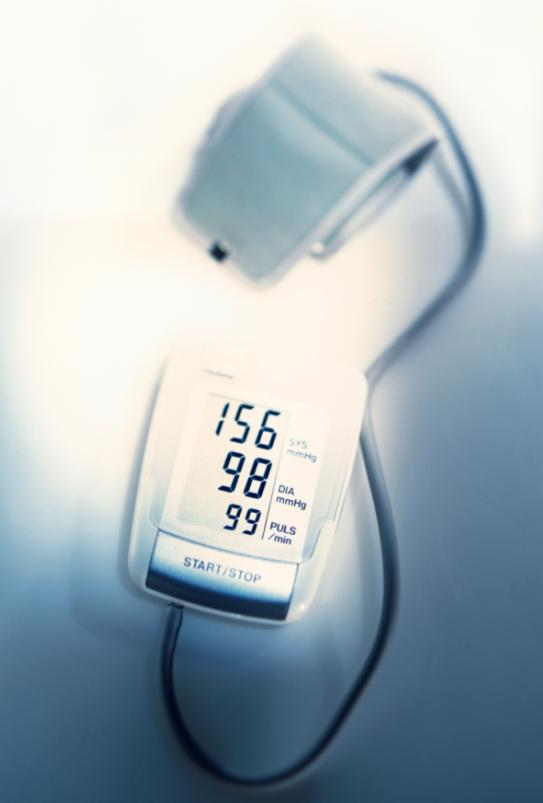 156 SYS
mmHg
98 DIA
mmHg
99 PULS
/min
START/STOP